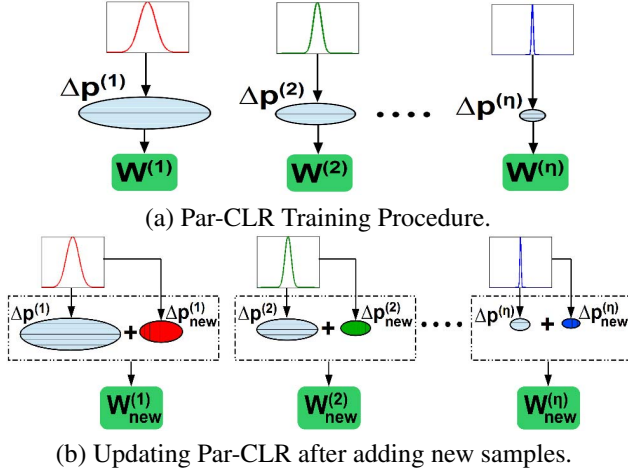 Δp(1) Δp(2) Δp(η)
W(1) W(2) W(η)
(a) Par-CLR Training Procedure.
Δp(1) + Δp(1)new Δp(2) + Δp(2)new Δp(η) + Δp(η)new
W(1)new W(2)new W(η)new
(b) Updating Par-CLR after adding new samples.